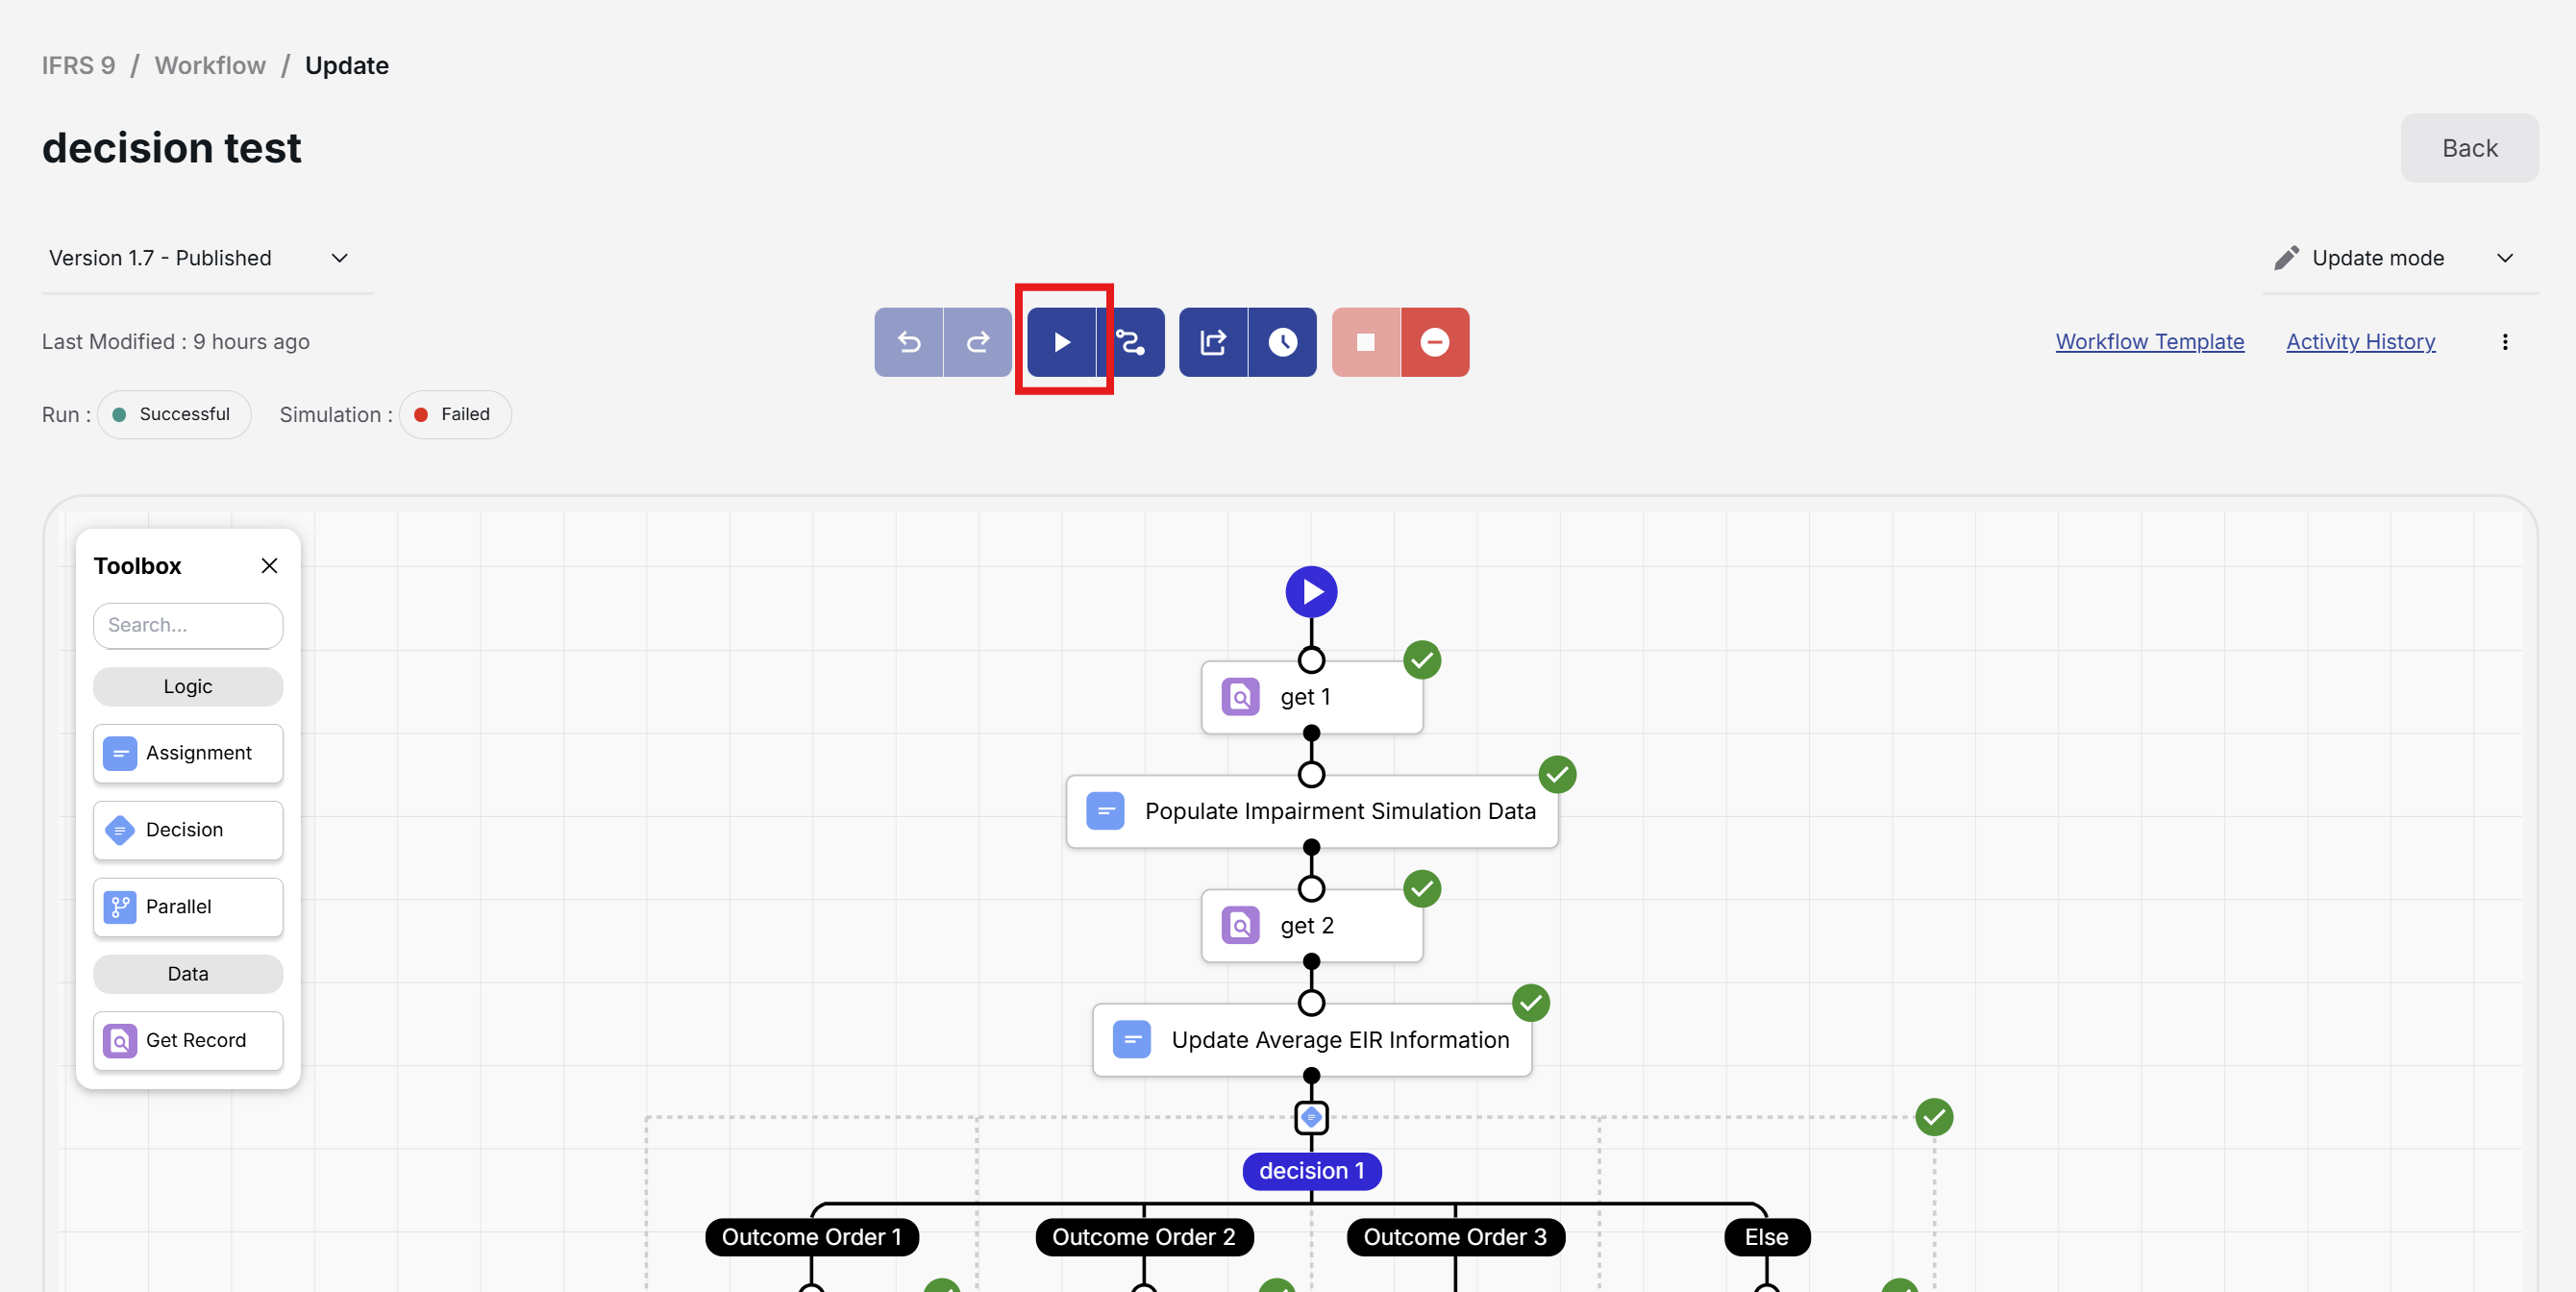 IFRS 9 / Workflow / Update
decision test
Back
Version 1.7 - Published
Update mode
Last Modified : 9 hours ago
Workflow Template
Activity History
Run : Successful
Simulation : Failed
Toolbox
Search...
Logic
Assignment
Decision
Parallel
Data
Get Record
get 1
Populate Impairment Simulation Data
get 2
Update Average EIR Information
decision 1
Outcome Order 1
Outcome Order 2
Outcome Order 3
Else